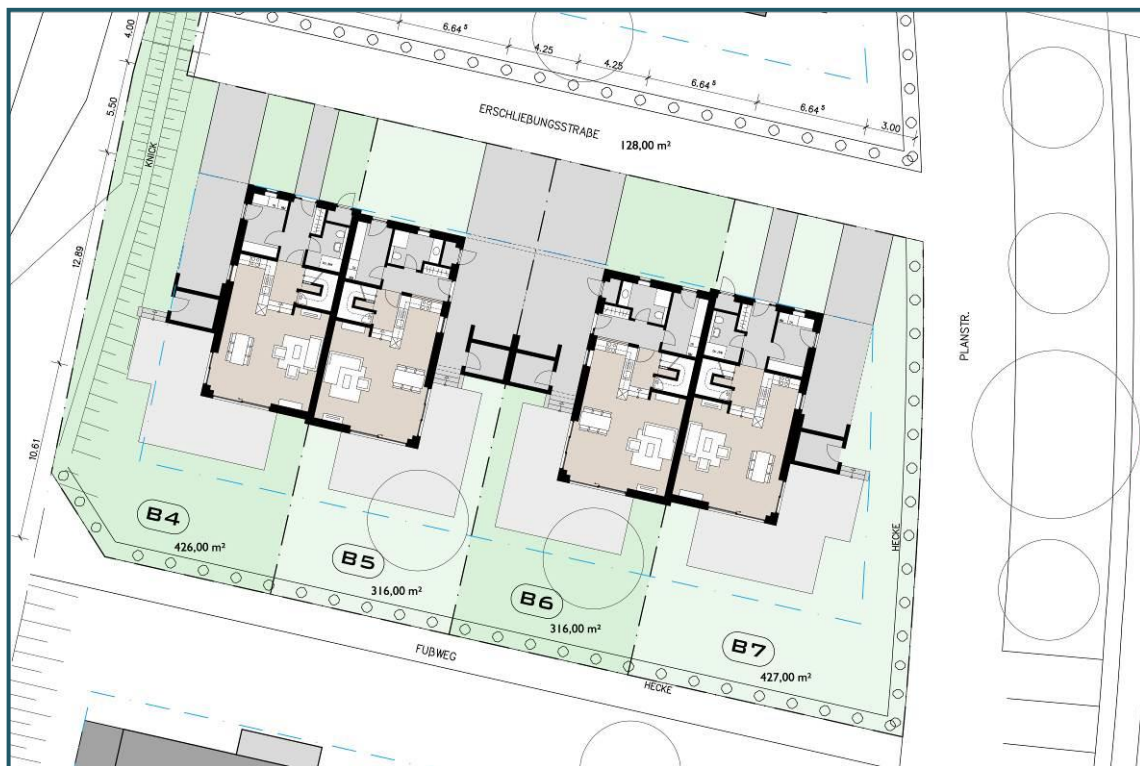 6.64⁵
4.25
4.25
6.64⁵
6.64⁵
3.00
4.00
5.50
12.89
10.61
KNICK
ERSCHLIEBUNGSSTRAßE
128,00 m²
PLANSTR.
HECKE
B4
426,00 m²
B5
316,00 m²
B6
316,00 m²
B7
427,00 m²
FUßWEG
HECKE